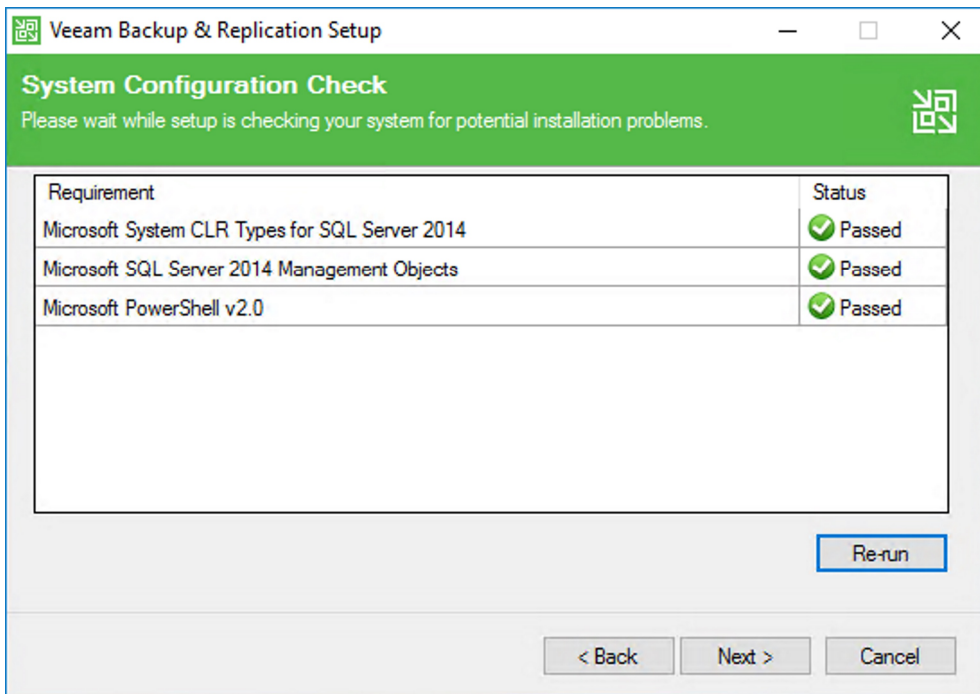 Veeam Backup & Replication Setup
System Configuration Check
Please wait while setup is checking your system for potential installation problems.
Requirement Status
Microsoft System CLR Types for SQL Server 2014 Passed
Microsoft SQL Server 2014 Management Objects Passed
Microsoft PowerShell v2.0 Passed
Re-run
< Back Next > Cancel